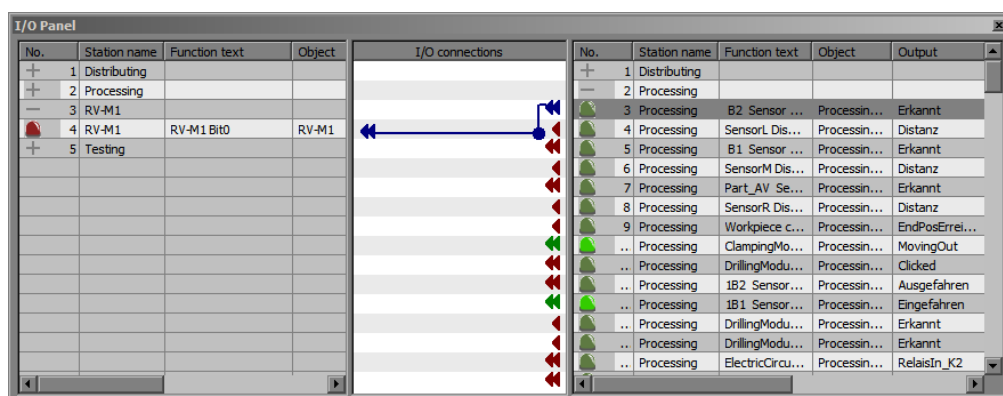 I/O Panel
No. Station name Function text Object
1 Distributing
2 Processing
3 RV-M1
4 RV-M1 RV-M1Bit0 RV-M1
5 Testing
I/O connections
No. Station name Function text Object Output
1 Distributing
2 Processing
3 Processing B2 Sensor ... Processin... Erkannt
4 Processing SensorL Dis... Processin... Distanz
5 Processing B1 Sensor ... Processin... Erkannt
6 Processing SensorM Dis... Processin... Distanz
7 Processing Part_AV Se... Processin... Erkannt
8 Processing SensorR Dis... Processin... Distanz
9 Processing Workpiece c... Processin... EndPosErrei...
.. Processing ClampingMo... Processin... MovingOut
.. Processing DrillingModu... Processin... Clicked
.. Processing 1B2 Sensor... Processin... Ausgefahren
.. Processing 1B1 Sensor... Processin... Eingefahren
.. Processing DrillingModu... Processin... Erkannt
.. Processing DrillingModu... Processin... Erkannt
.. Processing ElectricCircu... Processin... RelaisIn_K2